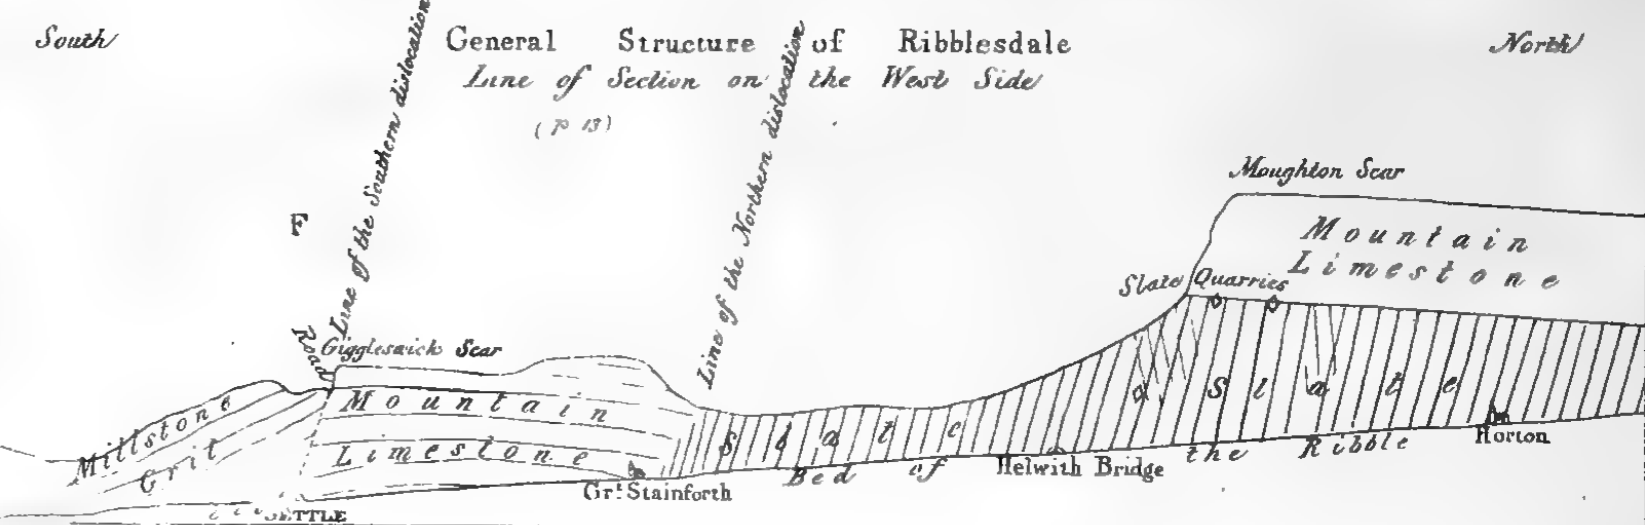 South
General Structure of Ribblesdale
North
Line of Section on the West Side
(p 13)
Line of the Southern dislocation
Line of the Northern dislocation
F
Moughton Scar
Mountain
Limestone
Slate Quarries
Road
Giggleswick Scar
Millstone
Grit
Mountain
Limestone
Slate
a Slate
Grt. Stainforth
Bed of the Ribble
Helwith Bridge
Horton
SETTLE